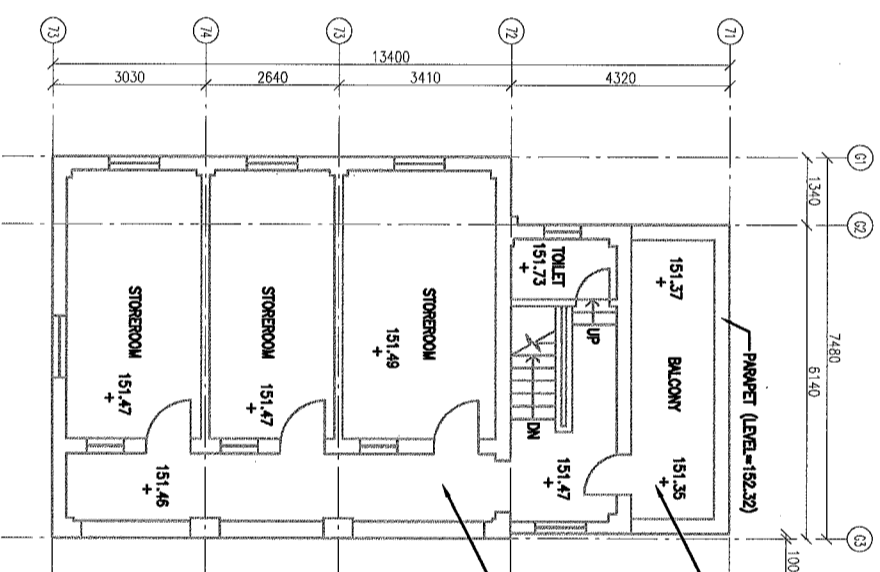 73
74
73
72
71
13400
3030
2640
3410
4320
G1
G2
G3
1340
7480
6140
100
TOILET
151.73
UP
DN
151.37
BALCONY
151.35
PARAPET (LEVEL=152.32)
STOREROOM
151.47
STOREROOM
151.47
STOREROOM
151.49
151.47
151.46